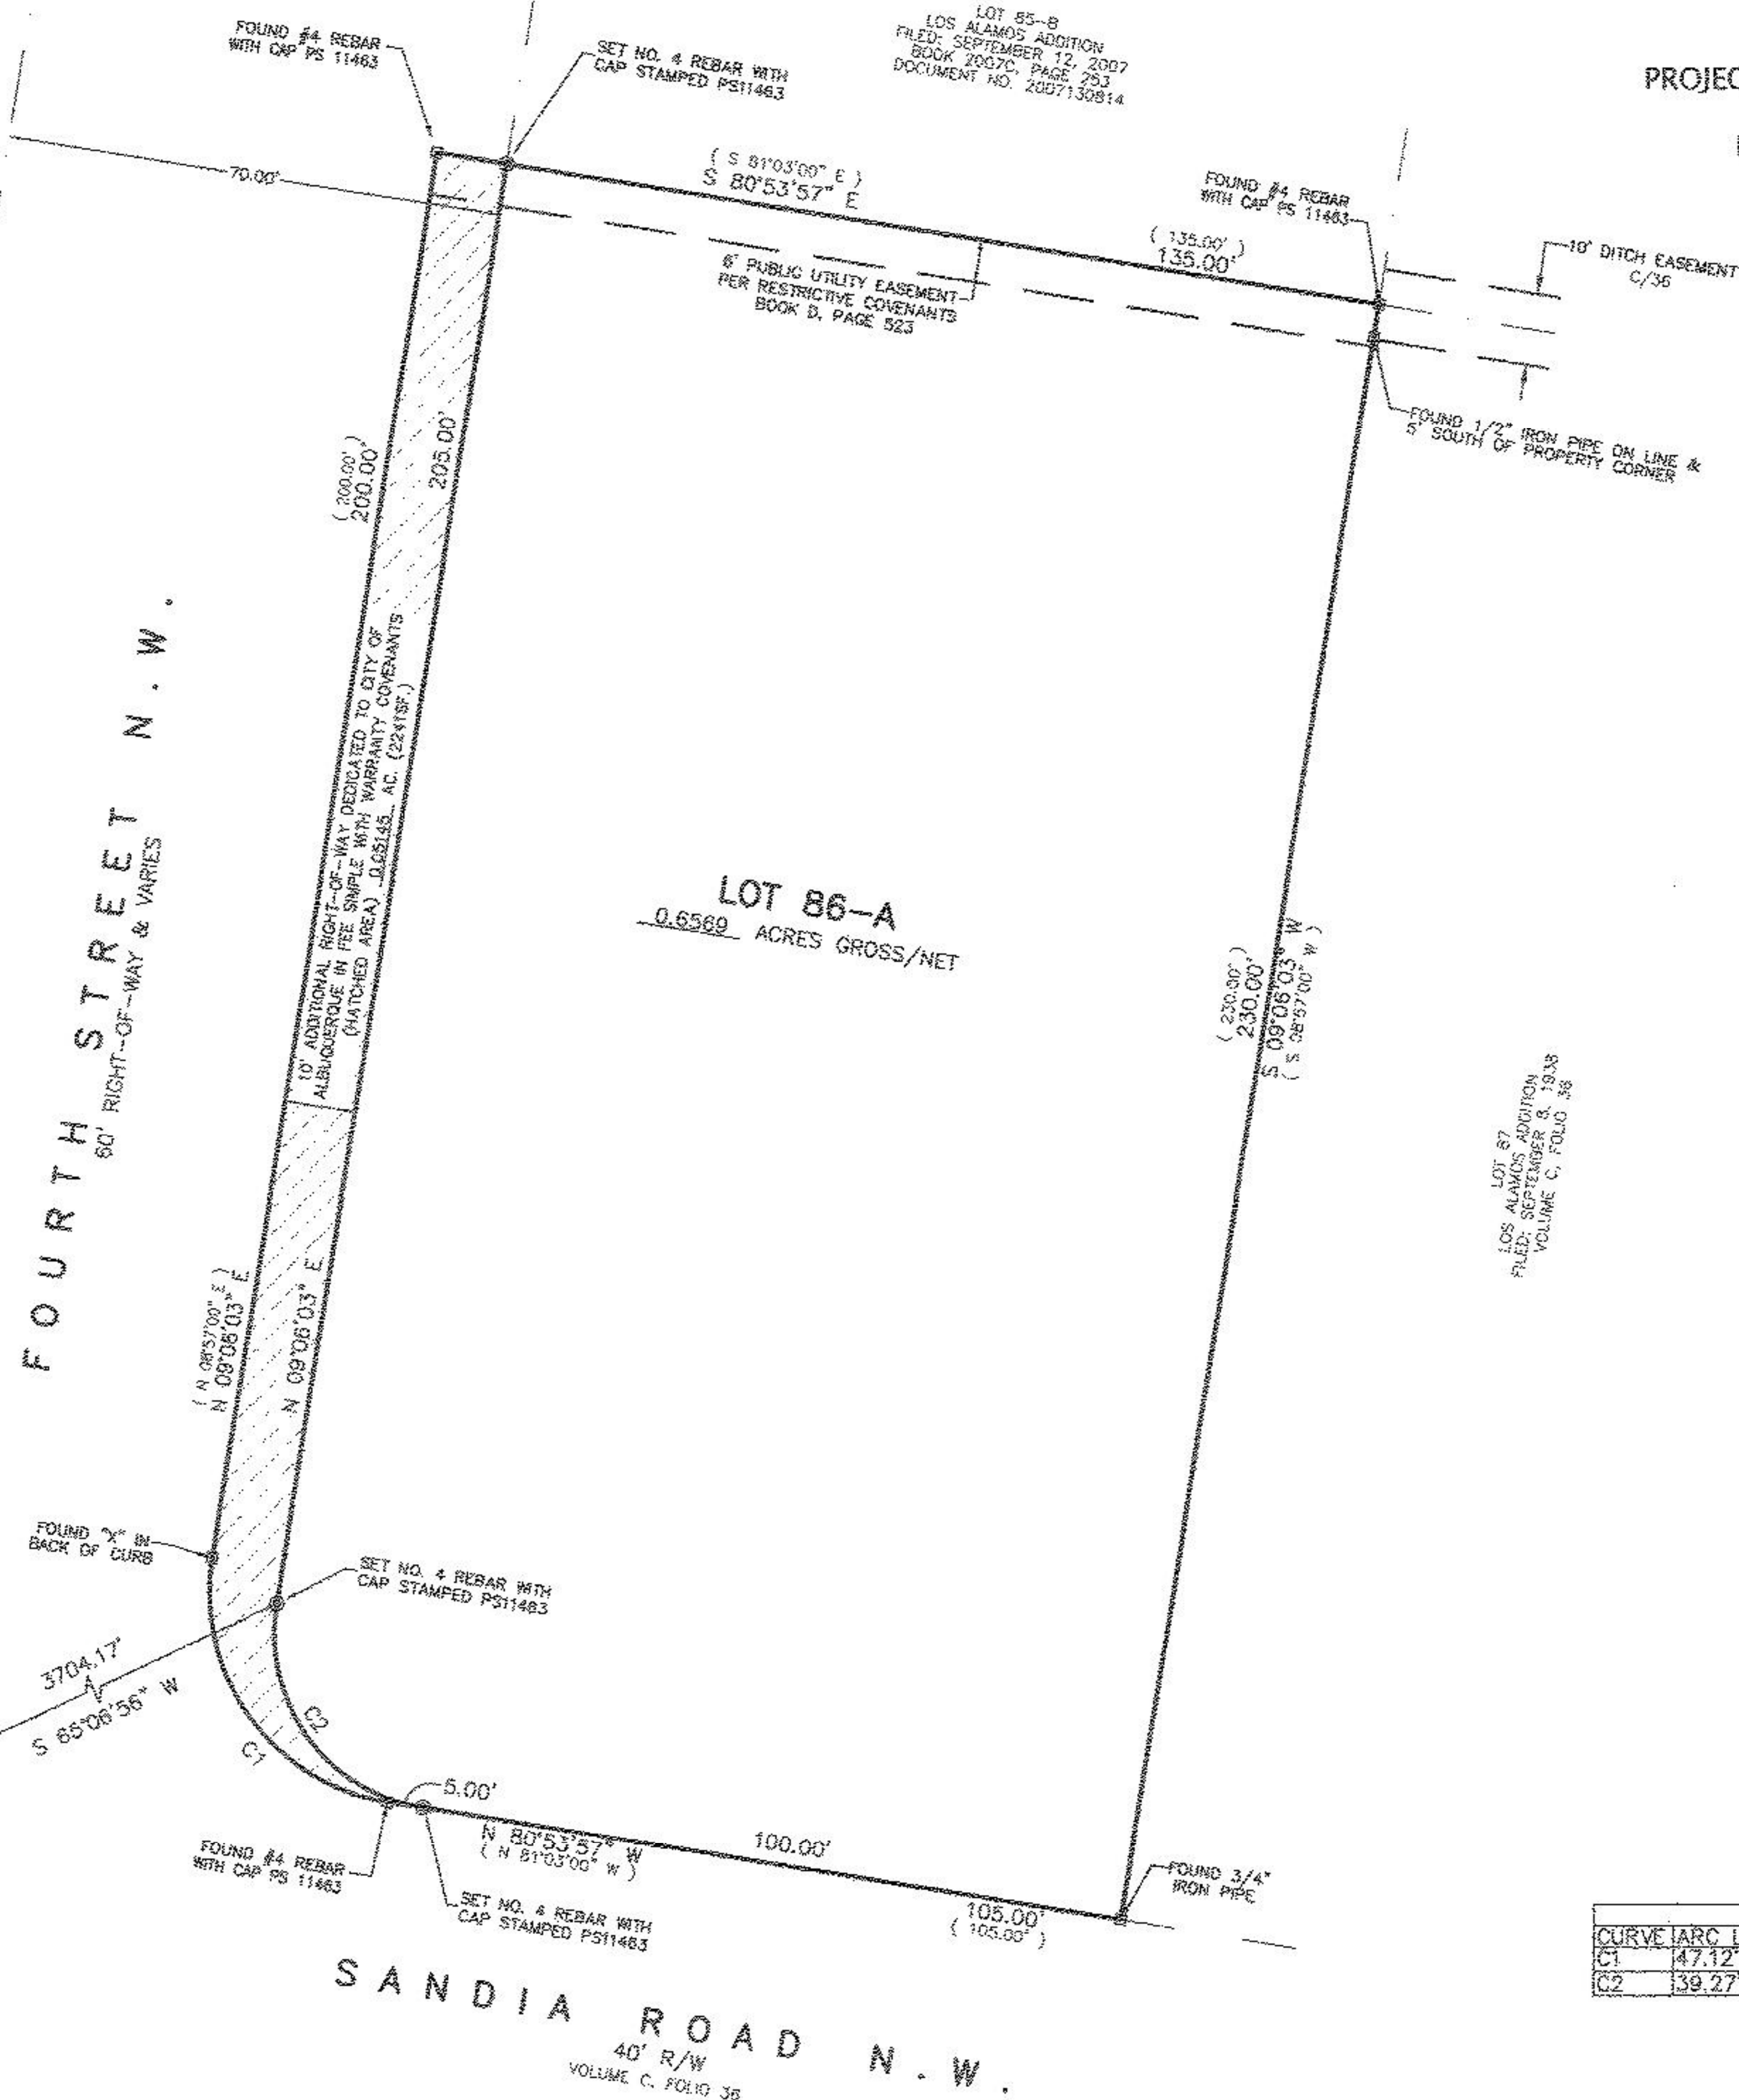 LOT 85-B
LOS ALAMOS ADDITION
FILED: SEPTEMBER 12, 2007
BOOK 2007C, PAGE 253
DOCUMENT NO. 2007130814
PROJEC
FOUND #4 REBAR
WITH CAP PS 11463
SET NO. 4 REBAR WITH
CAP STAMPED PS11463
70.00'
( S 81°03'00" E )
S 80°53'57" E
FOUND #4 REBAR
WITH CAP PS 11463
( 135.00' )
135.00'
10' DITCH EASEMENT
C/36
6' PUBLIC UTILITY EASEMENT
PER RESTRICTIVE COVENANTS
BOOK D, PAGE 523
FOUND 1/2" IRON PIPE ON LINE &
5' SOUTH OF PROPERTY CORNER
( 200.00' )
200.00'
205.00'
10' ADDITIONAL RIGHT-OF-WAY DEDICATED TO CITY OF
ALBUQUERQUE IN FEE SIMPLE WITH WARRANTY COVENANTS
(HATCHED AREA) 0.05145 AC. (2241SF.)
FOURTH STREET N.W.
60' RIGHT-OF-WAY & VARIES
LOT 86-A
0.6569 ACRES GROSS/NET
( 230.00' )
230.00'
S 09°06'03" W
( S 08°57'00" W )
LOT 87
LOS ALAMOS ADDITION
FILED: SEPTEMBER 8, 1938
VOLUME C, FOLIO 36
( N 08°57'00" E )
N 09°06'03" E
N 09°06'03" E
FOUND "X" IN
BACK OF CURB
SET NO. 4 REBAR WITH
CAP STAMPED PS11463
3704.17'
S 65°06'56" W
C2
C1
5.00'
N 80°53'57" W
( N 81°03'00" W )
100.00'
FOUND #4 REBAR
WITH CAP PS 11463
SET NO. 4 REBAR WITH
CAP STAMPED PS11463
105.00'
( 105.00' )
FOUND 3/4"
IRON PIPE
SANDIA ROAD N.W.
40' R/W
VOLUME C, FOLIO 36
CURVE ARC L
C1 47.12'
C2 39.27'